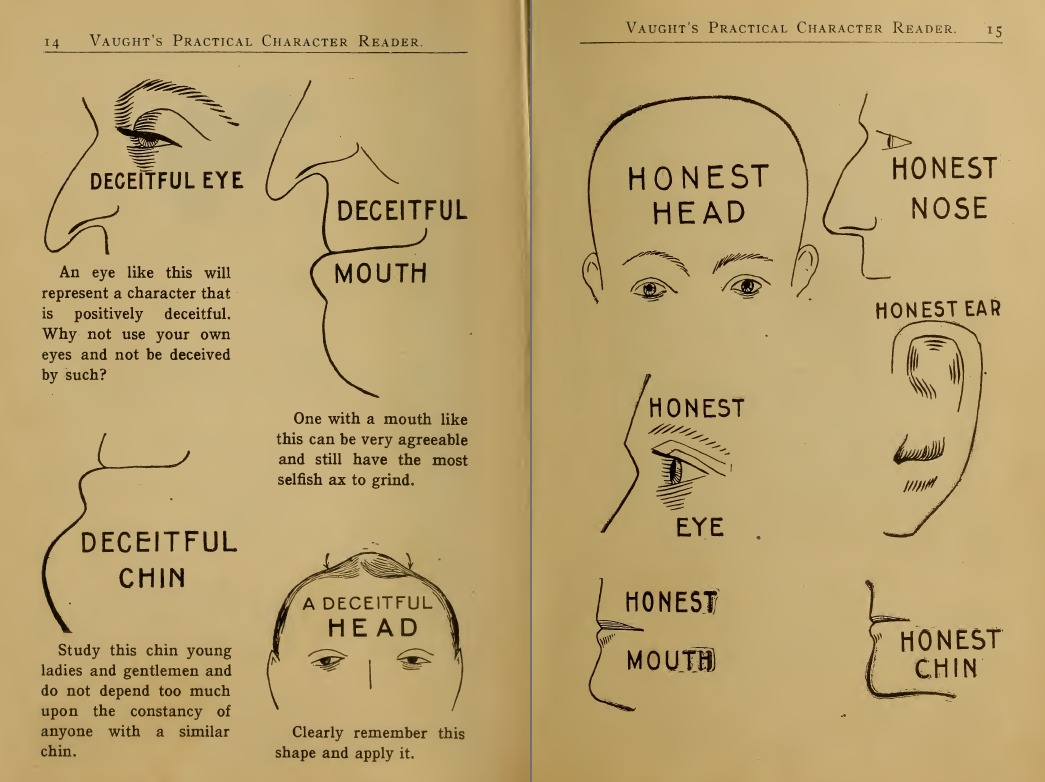 14 VAUGHT'S PRACTICAL CHARACTER READER.
DECEITFUL EYE
An eye like this will
represent a character that
is positively deceitful.
Why not use your own
eyes and not be deceived
by such?
DECEITFUL
MOUTH
One with a mouth like
this can be very agreeable
and still have the most
selfish ax to grind.
DECEITFUL
CHIN
Study this chin young
ladies and gentlemen and
do not depend too much
upon the constancy of
anyone with a similar
chin.
A DECEITFUL
HEAD
Clearly remember this
shape and apply it.
VAUGHT'S PRACTICAL CHARACTER READER. 15
HONEST
HEAD
HONEST
NOSE
HONEST EAR
HONEST
EYE
HONEST
MOUTH
HONEST
CHIN